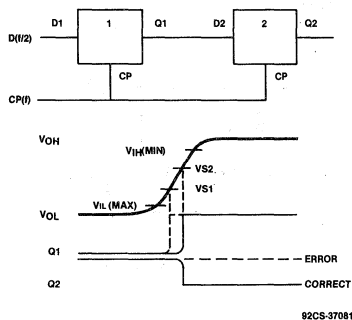 D1 1 Q1 D2 2 Q2
D(f/2)
CP CP
CP(f)
VOH
VIH(MIN)
VS2
VS1
VIL (MAX)
VOL
Q1
ERROR
Q2
CORRECT
92CS-37081